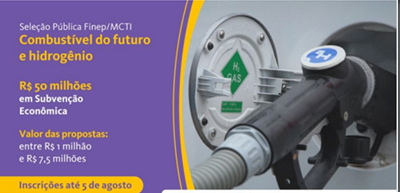 Seleção Pública Finep/MCTI
Combustível do futuro
e hidrogênio
R$ 50 milhões
em Subvenção
Econômica
Valor das propostas:
entre R$ 1 milhão
e R$ 7,5 milhões
Inscrições até 5 de agosto
H₂
GAS
H